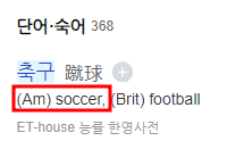 단어·숙어 368
축구 蹴球
(Am) soccer, (Brit) football
ET-house 능률 한영사전